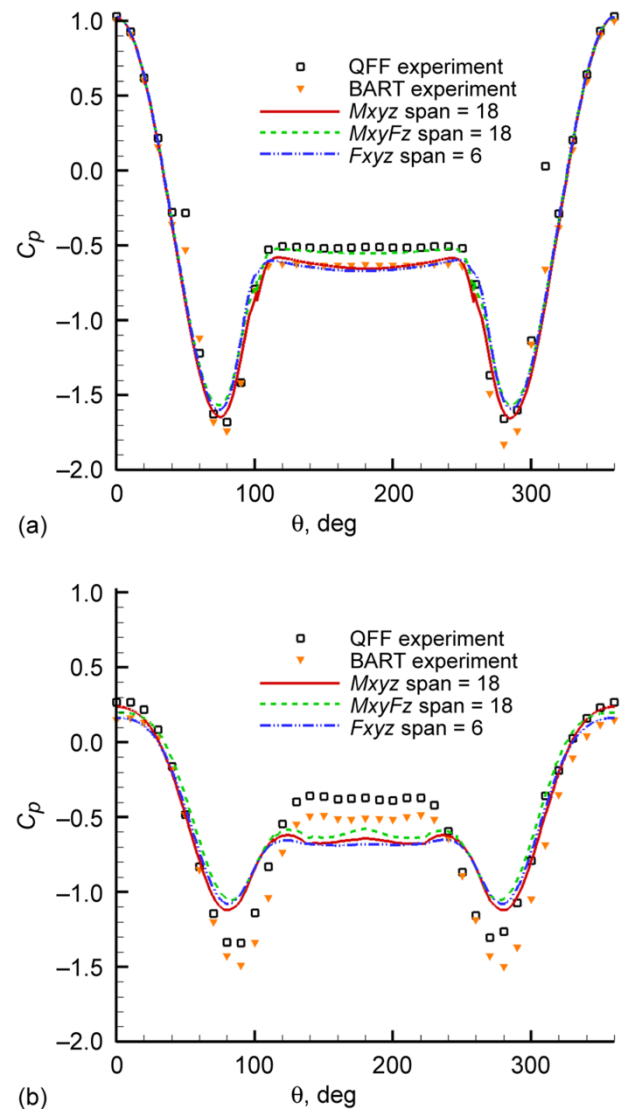 1.0
QFF experiment
BART experiment
0.5
Mxyz span = 18
MxyFz span = 18
Fxyz span = 6
0.0
Cp
–0.5
–1.0
–1.5
–2.0
0 100 200 300
(a)
θ, deg
1.0
QFF experiment
BART experiment
0.5
Mxyz span = 18
MxyFz span = 18
Fxyz span = 6
0.0
Cp
–0.5
–1.0
–1.5
–2.0
0 100 200 300
(b)
θ, deg